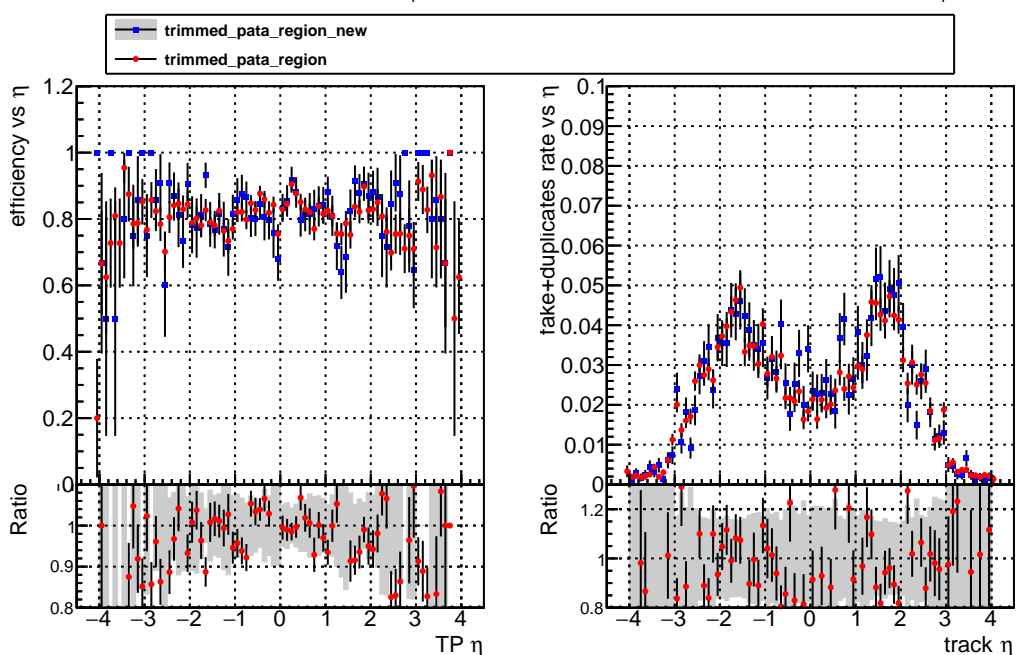 trimmed_pata_region_new
trimmed_pata_region
efficiency vs η
1.2
1
0.8
0.6
0.4
0.2
0
Ratio
1
0.9
0.8
−4 −3 −2 −1 0 1 2 3 4
TP η
fake+duplicates rate vs η
0.1
0.09
0.08
0.07
0.06
0.05
0.04
0.03
0.02
0.01
0
Ratio
1.2
1
0.8
−4 −3 −2 −1 0 1 2 3 4
track η